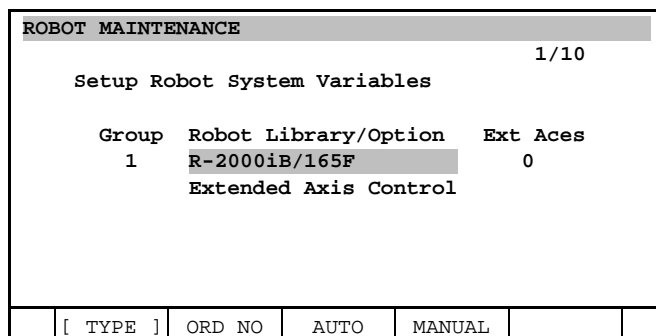 ROBOT MAINTENANCE
1/10
Setup Robot System Variables
Group Robot Library/Option Ext Aces
1 R-2000iB/165F 0
Extended Axis Control
[ TYPE ] ORD NO AUTO MANUAL